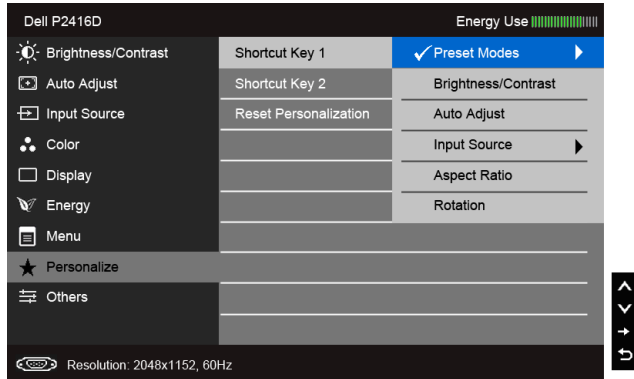 Dell P2416D Energy Use
Brightness/Contrast Shortcut Key 1 Preset Modes
Auto Adjust Shortcut Key 2 Brightness/Contrast
Input Source Reset Personalization Auto Adjust
Color Input Source
Display Aspect Ratio
Energy Rotation
Menu
Personalize
Others
Resolution: 2048x1152, 60Hz